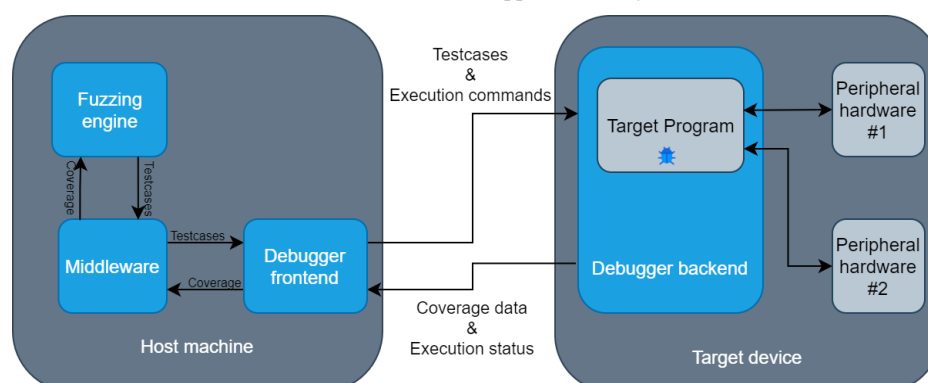 Fuzzing
engine
Coverage
Testcases
Middleware
Testcases
Coverage
Debugger
frontend
Host machine
Testcases
&
Execution commands
Coverage data
&
Execution status
Target Program
Debugger backend
Peripheral
hardware
#1
Peripheral
hardware
#2
Target device